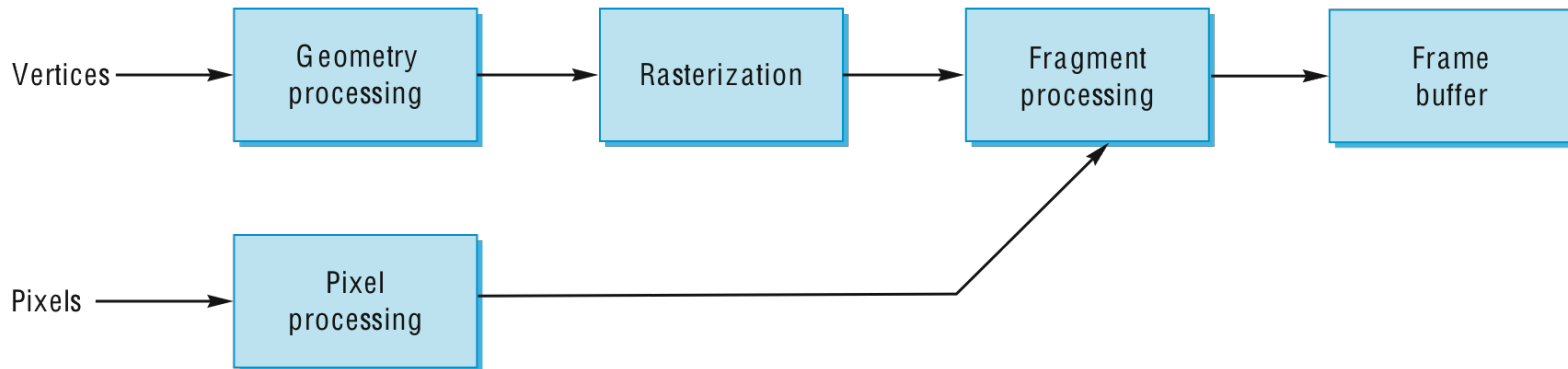 Vertices
Geometry
processing
Rasterization
Fragment
processing
Frame
buffer
Pixels
Pixel
processing